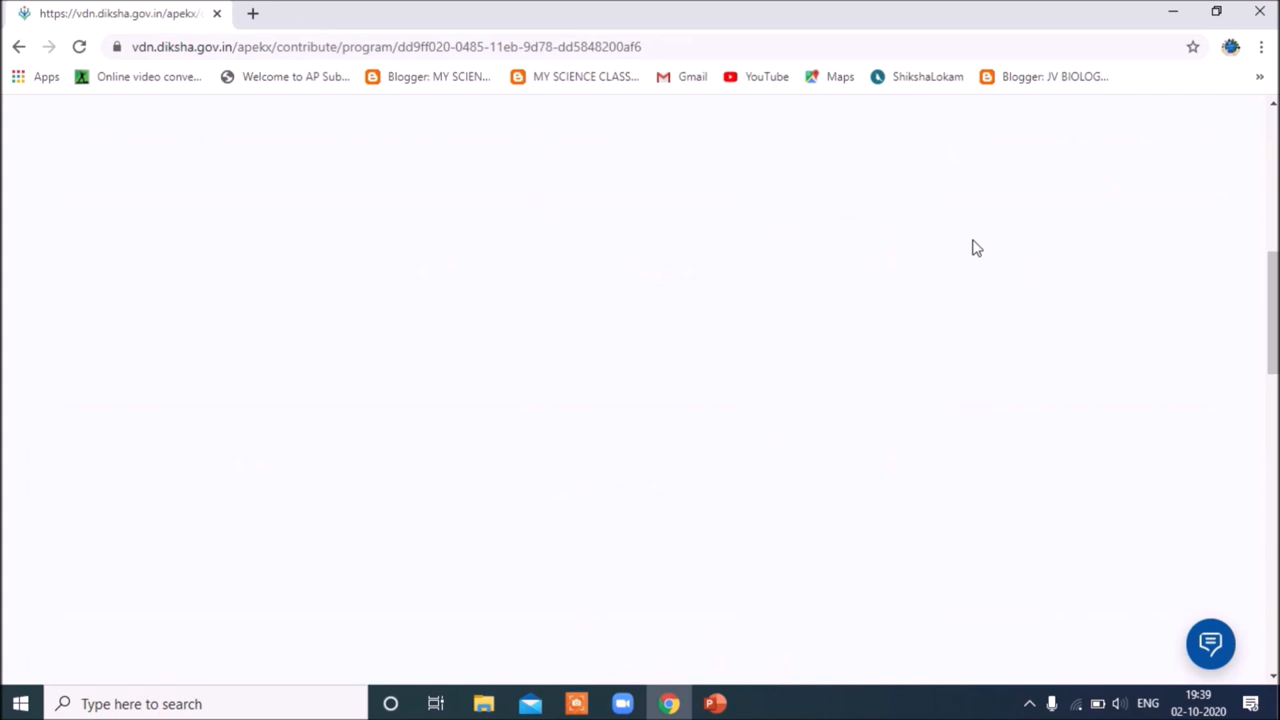 https://vdn.diksha.gov.in/apekx/
vdn.diksha.gov.in/apekx/contribute/program/dd9ff020-0485-11eb-9d78-dd5848200af6
Apps Online video conve... Welcome to AP Sub... Blogger: MY SCIEN... MY SCIENCE CLASS... Gmail YouTube Maps ShikshaLokam Blogger: JV BIOLOG... »
Type here to search
ENG
19:39
02-10-2020